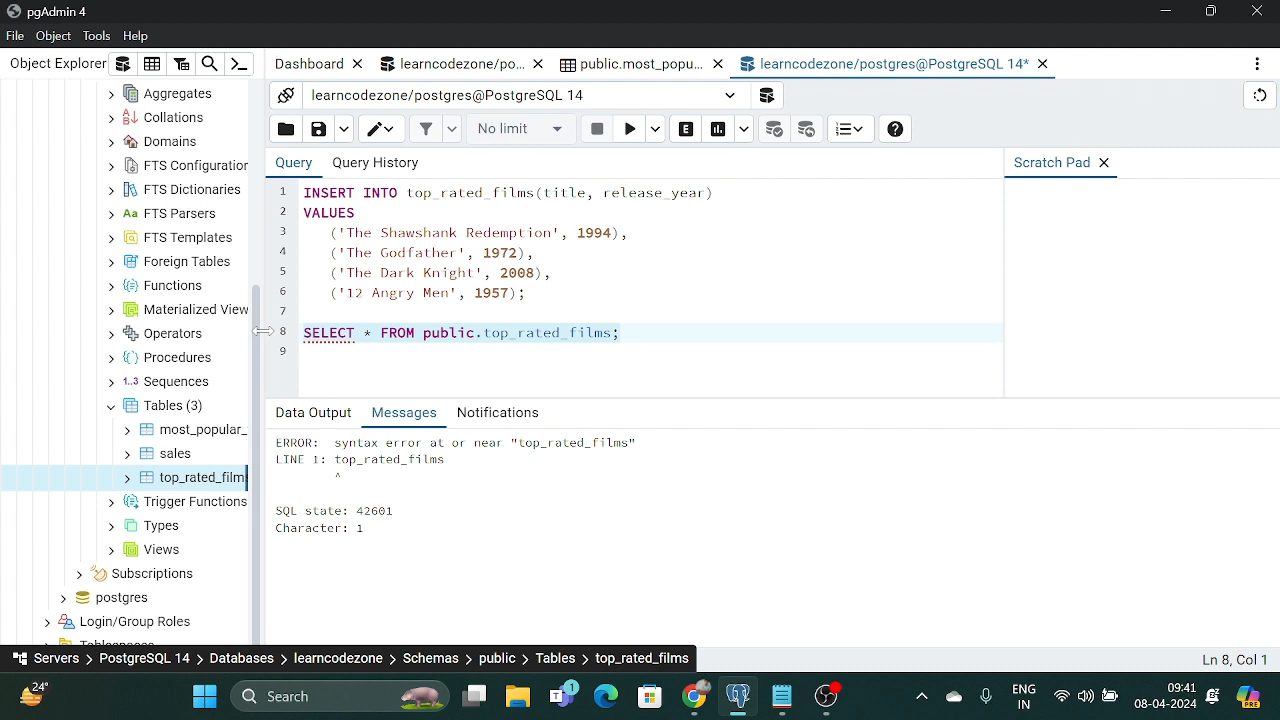 pgAdmin 4
File Object Tools Help
Object Explorer
Dashboard learncodezone/po... public.most_popu... learncodezone/postgres@PostgreSQL 14*
learncodezone/postgres@PostgreSQL 14
No limit
Query Query History
Scratch Pad
1 INSERT INTO top_rated_films(title, release_year)
2 VALUES
3 ('The Shawshank Redemption', 1994),
4 ('The Godfather', 1972),
5 ('The Dark Knight', 2008),
6 ('12 Angry Men', 1957);
7
8 SELECT * FROM public.top_rated_films;
9
Aggregates
Collations
Domains
FTS Configuration
FTS Dictionaries
FTS Parsers
FTS Templates
Foreign Tables
Functions
Materialized View
Operators
Procedures
1..3 Sequences
Tables (3)
most_popular_
sales
top_rated_films
Trigger Functions
Types
Views
Subscriptions
postgres
Login/Group Roles
Data Output Messages Notifications
ERROR: syntax error at or near "top_rated_films"
LINE 1: top_rated_films
^
SQL state: 42601
Character: 1
Servers > PostgreSQL 14 > Databases > learncodezone > Schemas > public > Tables > top_rated_films
Ln 8, Col 1
24°
Search
1
ENG
IN
09:41
08-04-2024
PRE